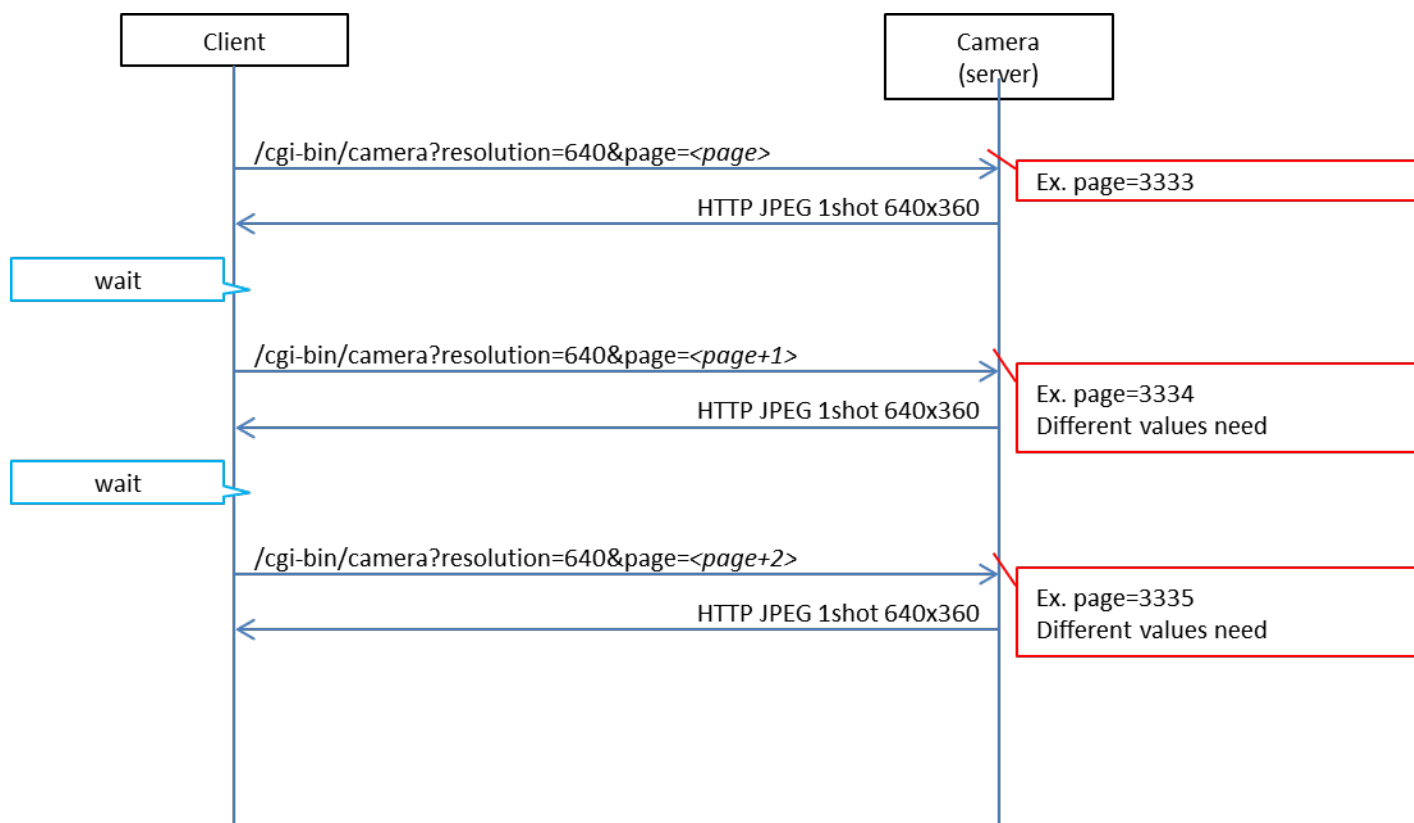 Client
Camera
(server)
/cgi-bin/camera?resolution=640&page=<page>
Ex. page=3333
HTTP JPEG 1shot 640x360
wait
/cgi-bin/camera?resolution=640&page=<page+1>
Ex. page=3334
Different values need
HTTP JPEG 1shot 640x360
wait
/cgi-bin/camera?resolution=640&page=<page+2>
Ex. page=3335
Different values need
HTTP JPEG 1shot 640x360